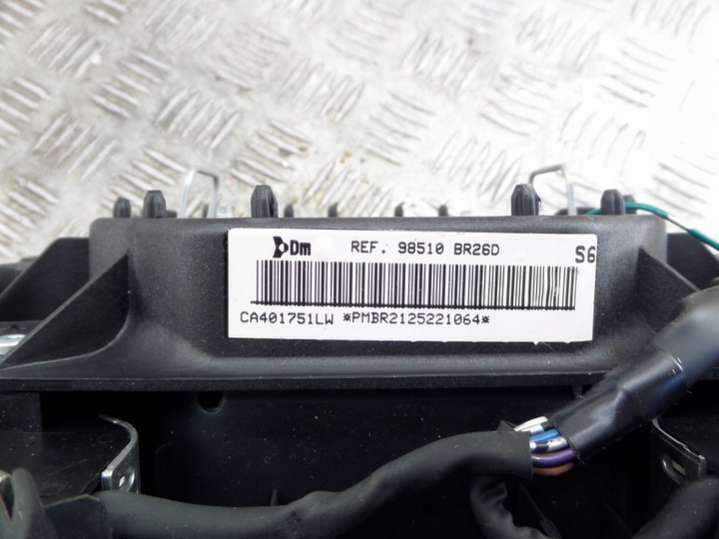 Dm REF. 98510 BR26D S6
CA401751LW *PMBR2125221064*